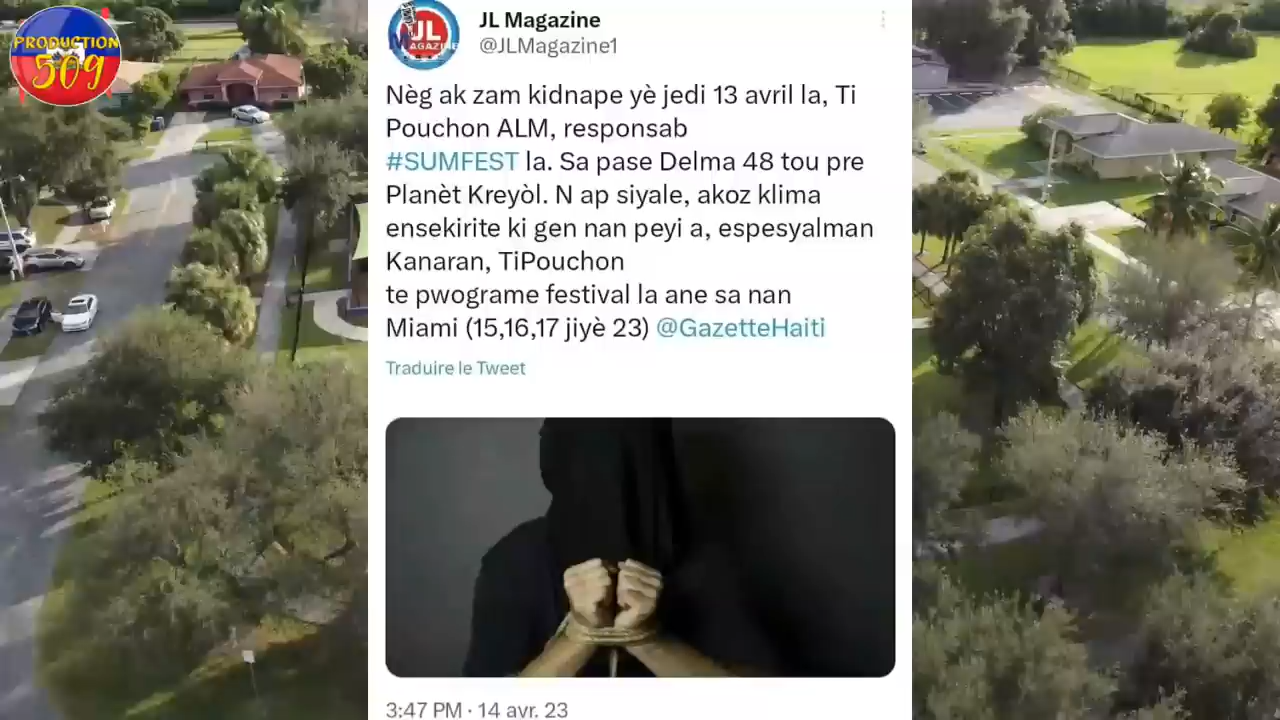 PRODUCTION
509
JL
MAGAZINE
JL Magazine
@JLMagazine1
Nèg ak zam kidnape yè jedi 13 avril la, Ti
Pouchon ALM, responsab
#SUMFEST la. Sa pase Delma 48 tou pre
Planèt Kreyòl. N ap siyale, akoz klima
ensekirite ki gen nan peyi a, espesyalman
Kanaran, TiPouchon
te pwograme festival la ane sa nan
Miami (15,16,17 jiyè 23) @GazetteHaiti
Traduire le Tweet
3:47 PM · 14 avr. 23